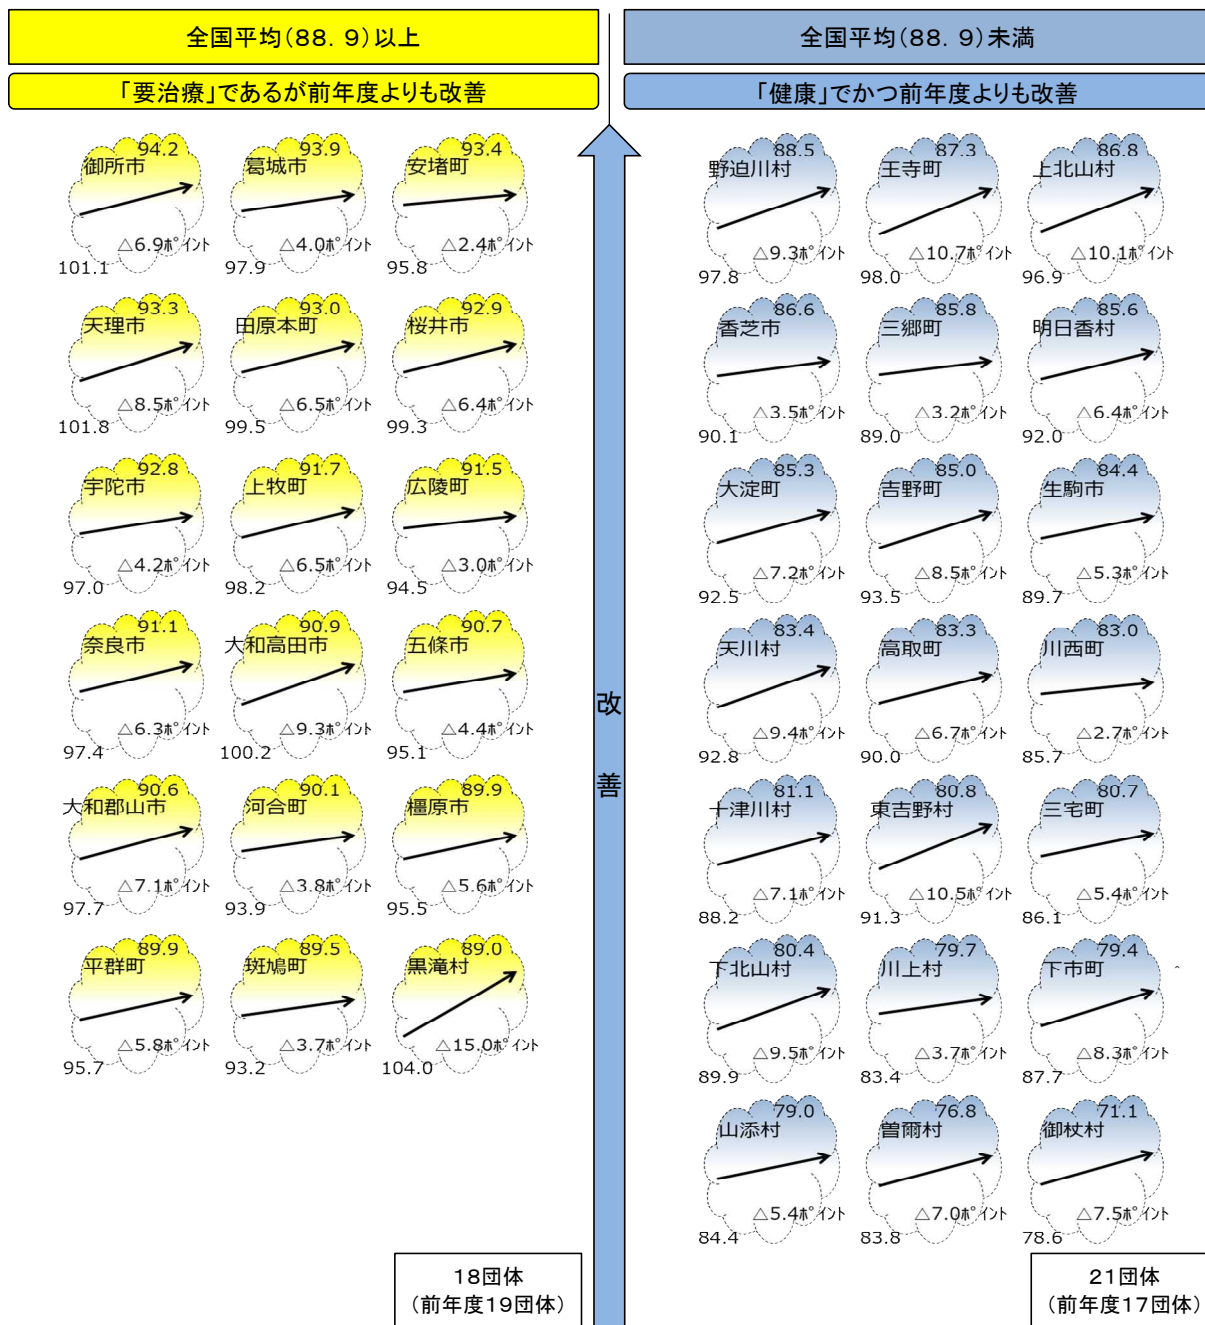 全国平均(88.9)以上
「要治療」であるが前年度よりも改善
94.2
御所市
△6.9ﾎﾟｲﾝﾄ
101.1
93.9
葛城市
△4.0ﾎﾟｲﾝﾄ
97.9
93.4
安堵町
△2.4ﾎﾟｲﾝﾄ
95.8
93.3
天理市
△8.5ﾎﾟｲﾝﾄ
101.8
93.0
田原本町
△6.5ﾎﾟｲﾝﾄ
99.5
92.9
桜井市
△6.4ﾎﾟｲﾝﾄ
99.3
92.8
宇陀市
△4.2ﾎﾟｲﾝﾄ
97.0
91.7
上牧町
△6.5ﾎﾟｲﾝﾄ
98.2
91.5
広陵町
△3.0ﾎﾟｲﾝﾄ
94.5
91.1
奈良市
△6.3ﾎﾟｲﾝﾄ
97.4
90.9
大和高田市
△9.3ﾎﾟｲﾝﾄ
100.2
90.7
五條市
△4.4ﾎﾟｲﾝﾄ
95.1
90.6
大和郡山市
△7.1ﾎﾟｲﾝﾄ
97.7
90.1
河合町
△3.8ﾎﾟｲﾝﾄ
93.9
89.9
橿原市
△5.6ﾎﾟｲﾝﾄ
95.5
89.9
平群町
△5.8ﾎﾟｲﾝﾄ
95.7
89.5
斑鳩町
△3.7ﾎﾟｲﾝﾄ
93.2
89.0
黒滝村
△15.0ﾎﾟｲﾝﾄ
104.0
18団体
(前年度19団体)
改
善
全国平均(88.9)未満
「健康」でかつ前年度よりも改善
88.5
野迫川村
△9.3ﾎﾟｲﾝﾄ
97.8
87.3
王寺町
△10.7ﾎﾟｲﾝﾄ
98.0
86.8
上北山村
△10.1ﾎﾟｲﾝﾄ
96.9
86.6
香芝市
△3.5ﾎﾟｲﾝﾄ
90.1
85.8
三郷町
△3.2ﾎﾟｲﾝﾄ
89.0
85.6
明日香村
△6.4ﾎﾟｲﾝﾄ
92.0
85.3
大淀町
△7.2ﾎﾟｲﾝﾄ
92.5
85.0
吉野町
△8.5ﾎﾟｲﾝﾄ
93.5
84.4
生駒市
△5.3ﾎﾟｲﾝﾄ
89.7
83.4
天川村
△9.4ﾎﾟｲﾝﾄ
92.8
83.3
高取町
△6.7ﾎﾟｲﾝﾄ
90.0
83.0
川西町
△2.7ﾎﾟｲﾝﾄ
85.7
81.1
十津川村
△7.1ﾎﾟｲﾝﾄ
88.2
80.8
東吉野村
△10.5ﾎﾟｲﾝﾄ
91.3
80.7
三宅町
△5.4ﾎﾟｲﾝﾄ
86.1
80.4
下北山村
△9.5ﾎﾟｲﾝﾄ
89.9
79.7
川上村
△3.7ﾎﾟｲﾝﾄ
83.4
79.4
下市町
△8.3ﾎﾟｲﾝﾄ
87.7
79.0
山添村
△5.4ﾎﾟｲﾝﾄ
84.4
76.8
曽爾村
△7.0ﾎﾟｲﾝﾄ
83.8
71.1
御杖村
△7.5ﾎﾟｲﾝﾄ
78.6
21団体
(前年度17団体)